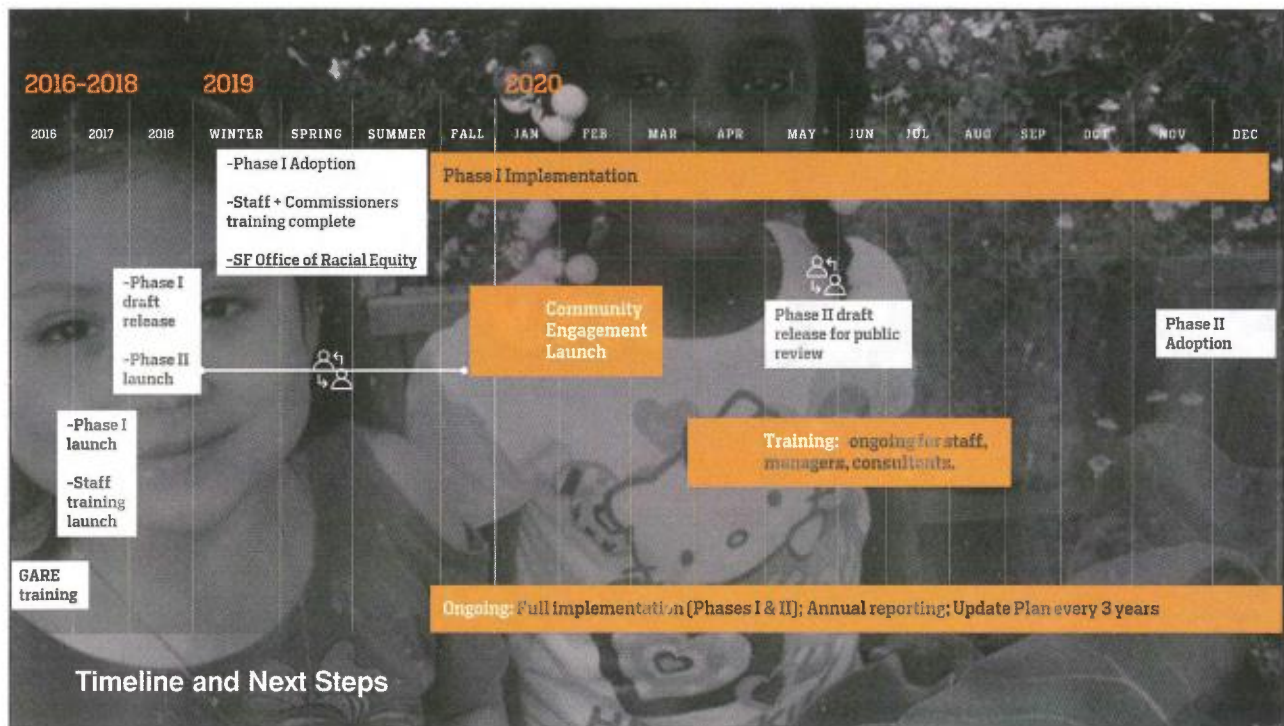 2016-2018 2019 2020
2016 2017 2018 WINTER SPRING SUMMER FALL JAN FEB MAR APR MAY JUN JUL AUG SEP OCT NOV DEC
-Phase I Adoption
-Staff + Commissioners
training complete
-SF Office of Racial Equity
Phase I Implementation
-Phase I
draft
release
-Phase II
launch
Community
Engagement
Launch
Phase II draft
release for public
review
Phase II
Adoption
-Phase I
launch
-Staff
training
launch
Training: ongoing for staff,
managers, consultants.
GARE
training
Ongoing: Full implementation (Phases I & II); Annual reporting; Update Plan every 3 years
Timeline and Next Steps